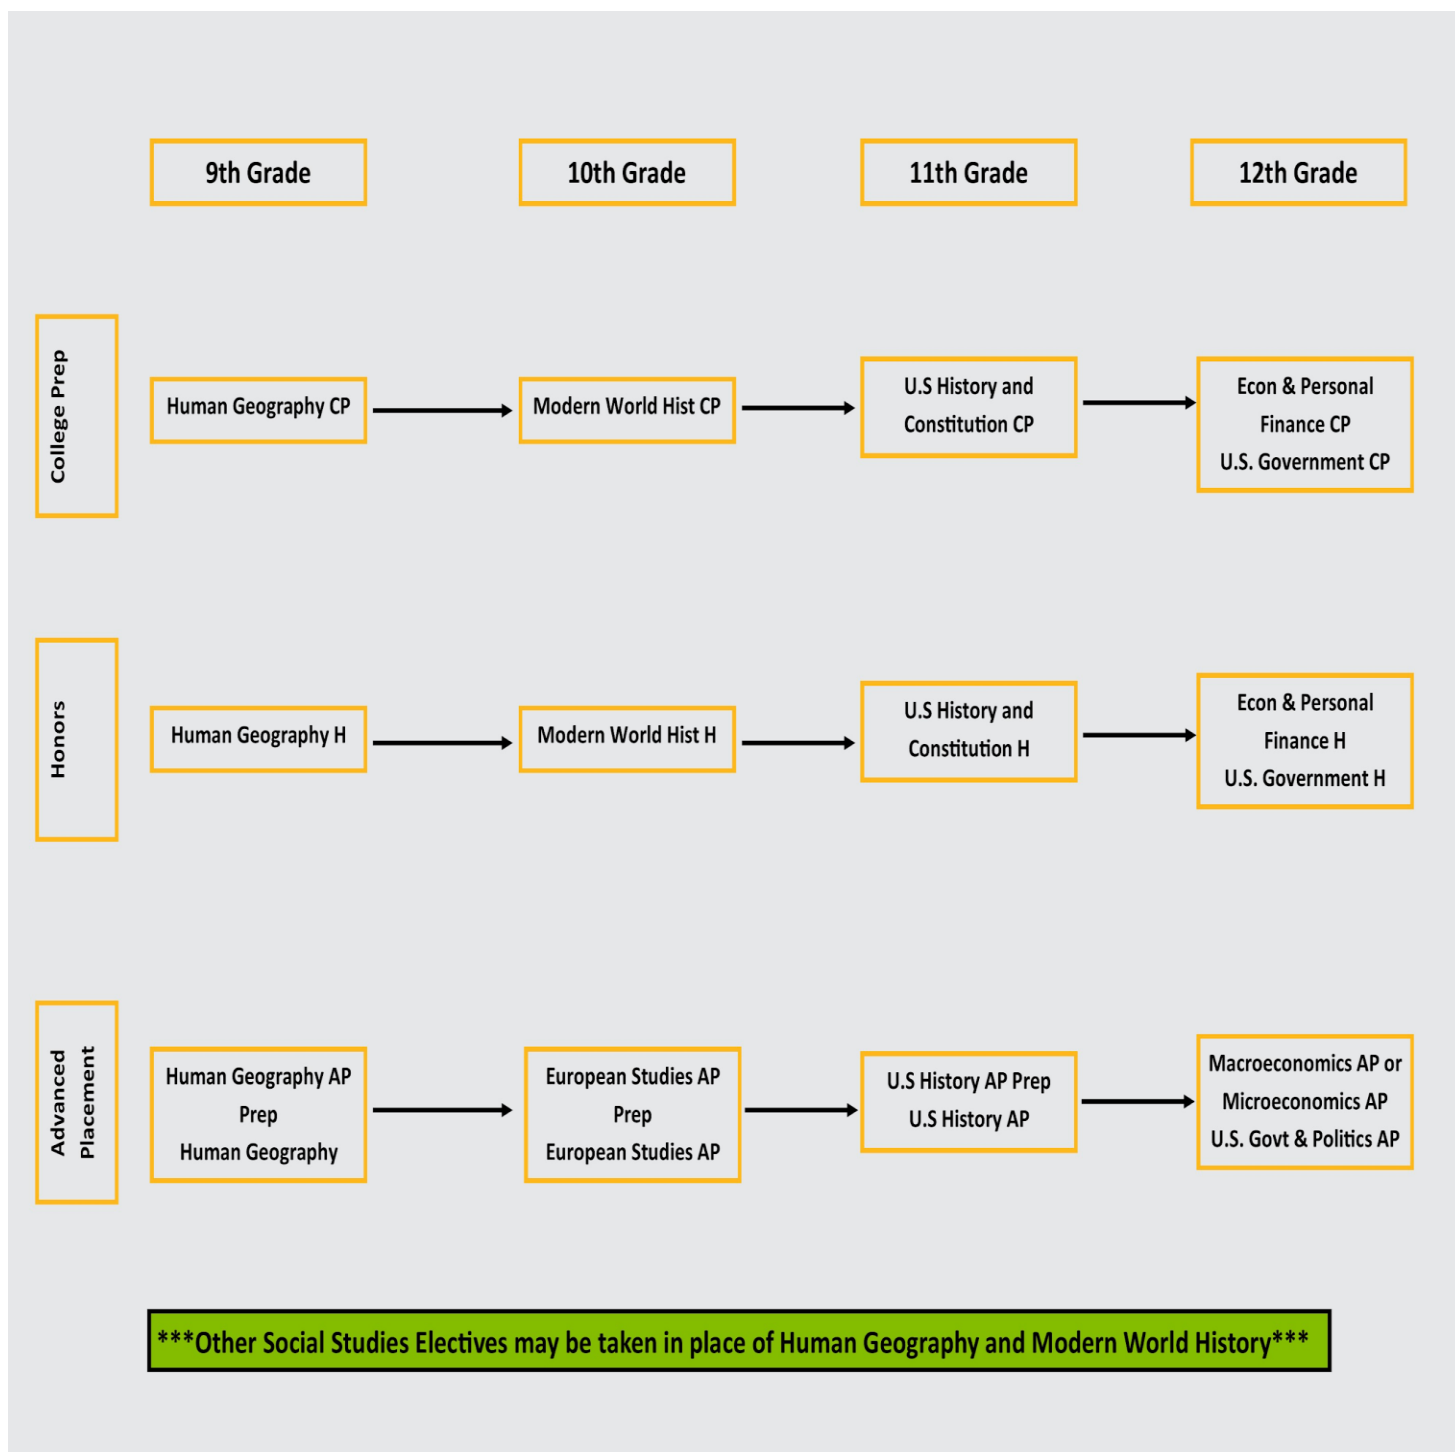 9th Grade
10th Grade
11th Grade
12th Grade
College Prep
Human Geography CP
Modern World Hist CP
U.S History and
Constitution CP
Econ & Personal
Finance CP
U.S. Government CP
Honors
Human Geography H
Modern World Hist H
U.S History and
Constitution H
Econ & Personal
Finance H
U.S. Government H
Advanced
Placement
Human Geography AP
Prep
Human Geography
European Studies AP
Prep
European Studies AP
U.S History AP Prep
U.S History AP
Macroeconomics AP or
Microeconomics AP
U.S. Govt & Politics AP
***Other Social Studies Electives may be taken in place of Human Geography and Modern World History***